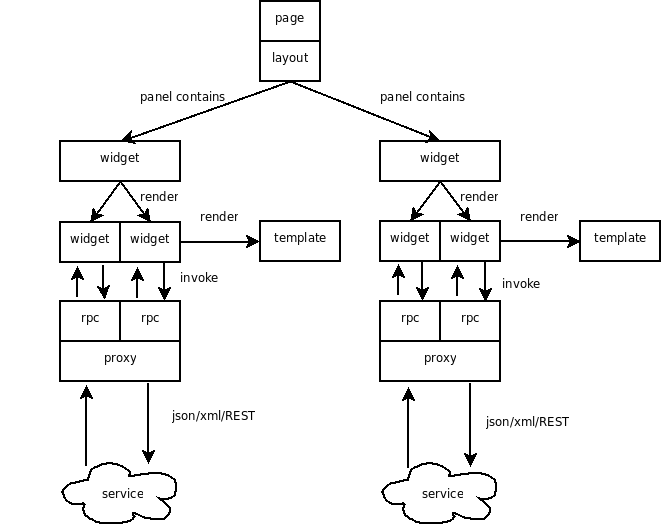 page
layout
panel contains
panel contains
widget
widget
render
render
widget
widget
render
template
widget
widget
render
template
invoke
invoke
rpc
rpc
rpc
rpc
proxy
proxy
json/xml/REST
json/xml/REST
service
service